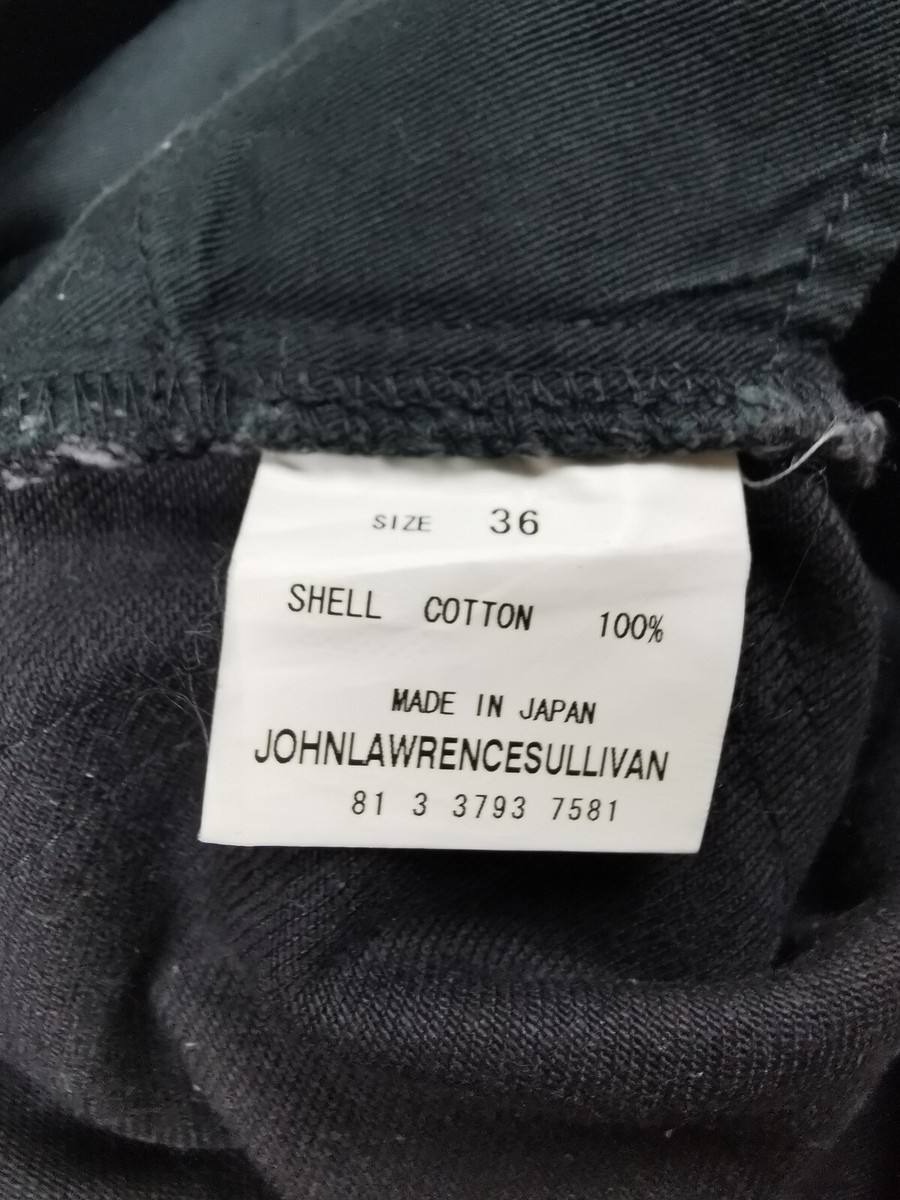 SIZE 36
SHELL COTTON 100%
MADE IN JAPAN
JOHNLAWRENCESULLIVAN
81 3 3793 7581